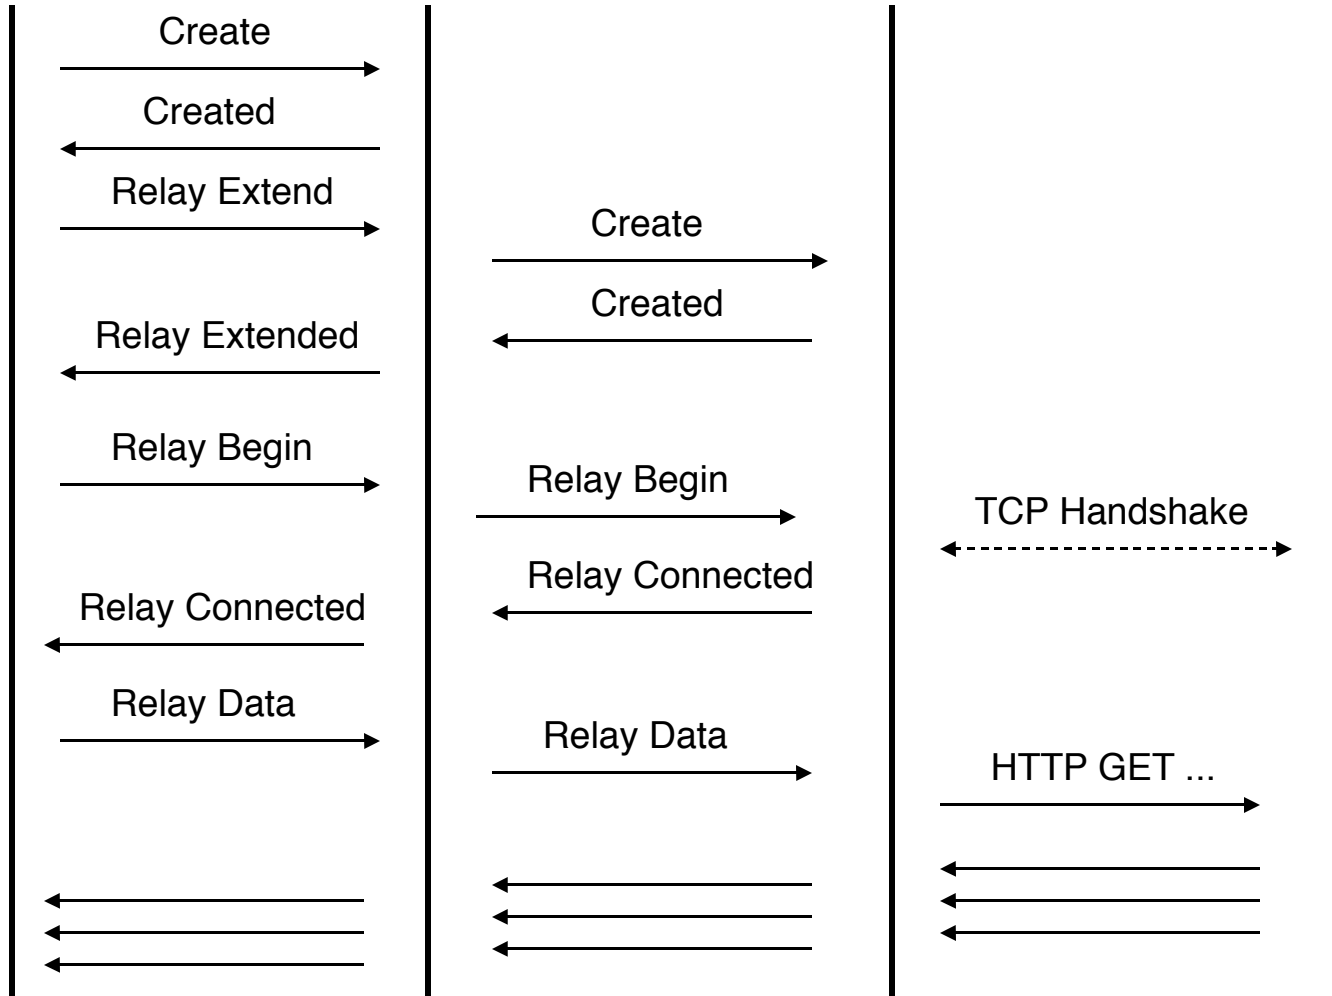 Create
Created
Relay Extend
Create
Created
Relay Extended
Relay Begin
Relay Begin
TCP Handshake
Relay Connected
Relay Connected
Relay Data
Relay Data
HTTP GET ...